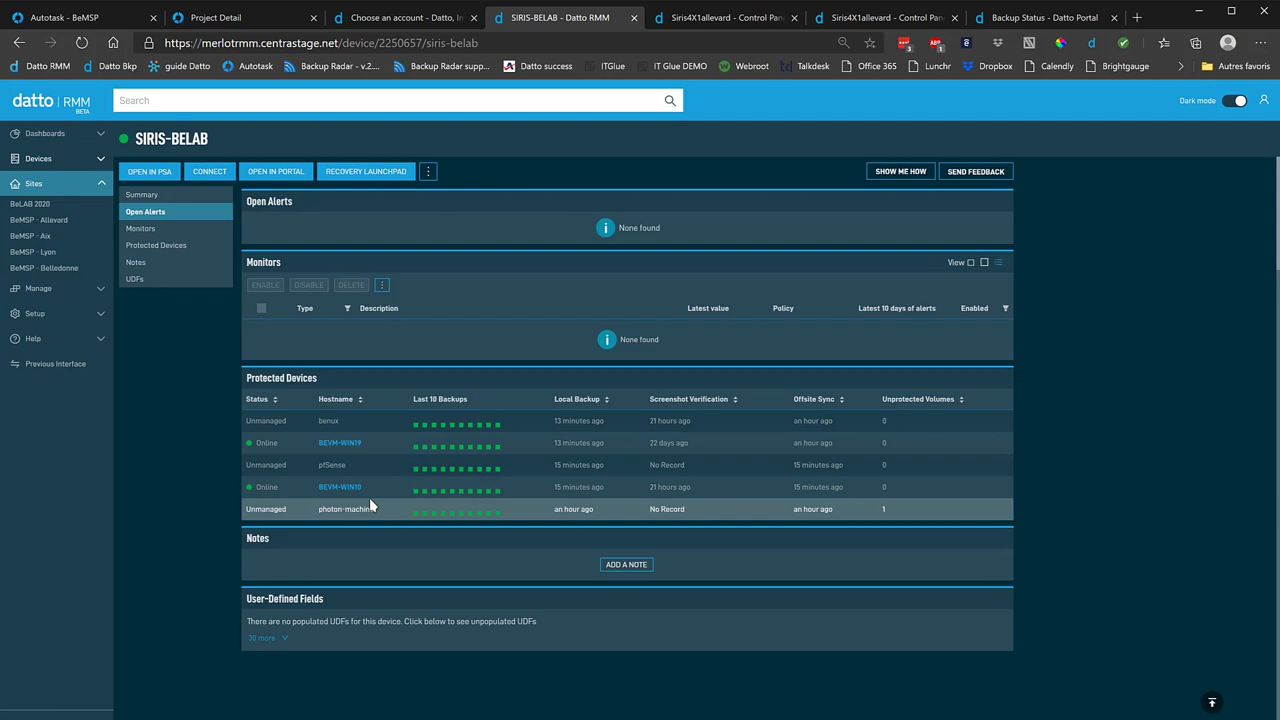 Autotask - BeMSP
Project Detail
Choose an account - Datto, In
SIRIS-BELAB - Datto RMM
Siris4X1allevard - Control Pan
Siris4X1allevard - Control Pan
Backup Status - Datto Portal
https://merlotrmm.centrastage.net/device/2250657/siris-belab
Datto RMM
Datto Bkp
guide Datto
Autotask
Backup Radar - v.2....
Backup Radar supp...
Datto success
ITGlue
IT Glue DEMO
Webroot
Talkdesk
Office 365
Lundhr
Dropbox
Calendly
Brightgauge
Autres favoris
datto | RMM
BETA
Search
Dark mode
Dashboards
Devices
Sites
BeLAB 2020
BeMSP - Allevard
BeMSP - Aix
BeMSP - Lyon
BeMSP - Belledonne
Manage
Setup
Help
Previous Interface
SIRIS-BELAB
OPEN IN PSA
CONNECT
OPEN IN PORTAL
RECOVERY LAUNCHPAD
SHOW ME HOW
SEND FEEDBACK
Summary
Open Alerts
Monitors
Protected Devices
Notes
UDFs
Open Alerts
None found
Monitors
View
ENABLE DISABLE DELETE
Type Description Latest value Policy Latest 10 days of alerts Enabled
None found
Protected Devices
Status Hostname Last 10 Backups Local Backup Screenshot Verification Offsite Sync Unprotected Volumes
Unmanaged benux 13 minutes ago 21 hours ago an hour ago 0
Online BEVM-WIN19 13 minutes ago 22 days ago an hour ago 0
Unmanaged pfSense 15 minutes ago No Record 15 minutes ago 0
Online BEVM-WIN10 15 minutes ago 21 hours ago 15 minutes ago 0
Unmanaged photon-machin an hour ago No Record an hour ago 1
Notes
ADD A NOTE
User-Defined Fields
There are no populated UDFs for this device. Click below to see unpopulated UDFs
30 more